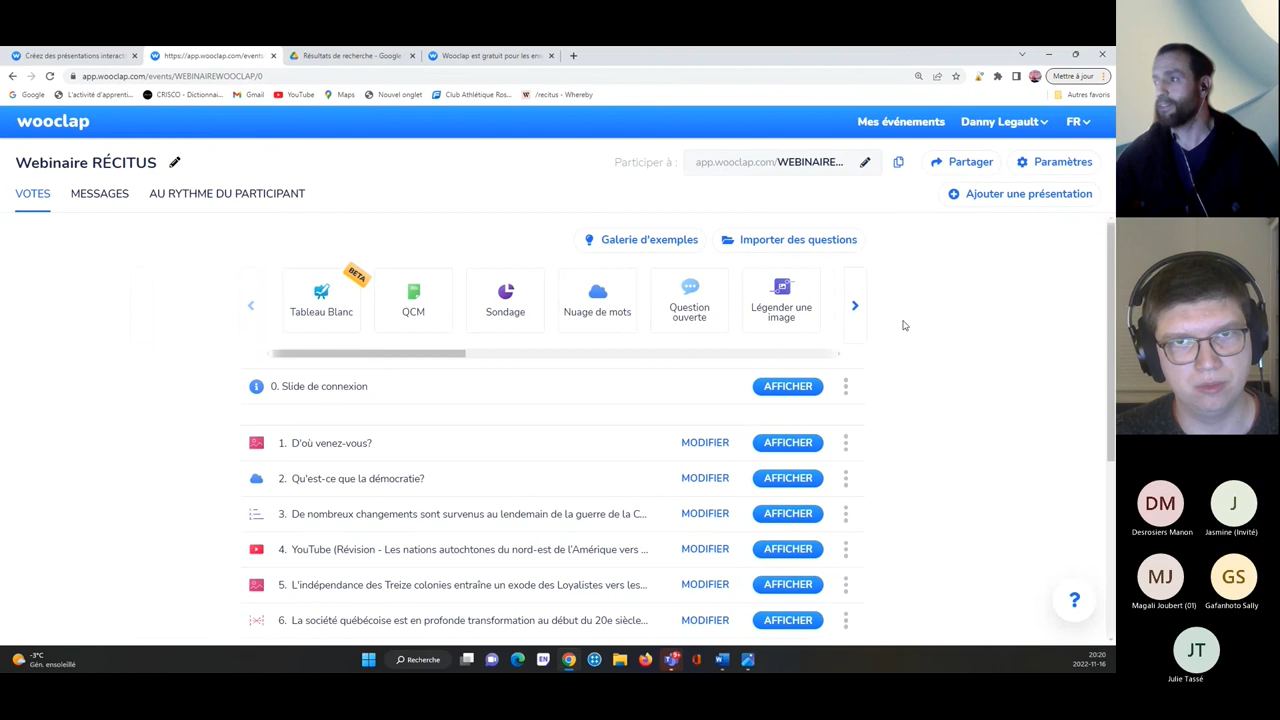 Créez des présentations interact
https://app.wooclap.com/events
Résultats de recherche - Google
Wooclap est gratuit pour les en
app.wooclap.com/events/WEBINAIREWOOCLAP/0
Mettre à jour
Google
L'activité d'apprenti...
CRISCO - Dictionnai...
Gmail
YouTube
Maps
Nouvel onglet
Club Athlétique Ros...
/recitus - Whereby
Autres favoris
wooclap
Mes événements
Danny Legault
FR
Webinaire RÉCITUS
Participer à :
app.wooclap.com/WEBINAIRE...
Partager
Paramètres
VOTES
MESSAGES
AU RYTHME DU PARTICIPANT
Ajouter une présentation
Galerie d'exemples
Importer des questions
BETA
Tableau Blanc
QCM
Sondage
Nuage de mots
Question
ouverte
Légender une
image
0. Slide de connexion
AFFICHER
1. D'où venez-vous?
MODIFIER
AFFICHER
2. Qu'est-ce que la démocratie?
MODIFIER
AFFICHER
3. De nombreux changements sont survenus au lendemain de la guerre de la C...
MODIFIER
AFFICHER
4. YouTube (Révision - Les nations autochtones du nord-est de l'Amérique vers ...
MODIFIER
AFFICHER
5. L'indépendance des Treize colonies entraîne un exode des Loyalistes vers les...
MODIFIER
AFFICHER
6. La société québécoise est en profonde transformation au début du 20e siècle...
MODIFIER
AFFICHER
?
-3°C
Gén. ensoleillé
Recherche
EN
20:20
2022-11-16
DM
Desrosiers Manon
J
Jasmine (Invité)
MJ
Magali Joubert (01)
GS
Gafanhoto Sally
JT
Julie Tassé